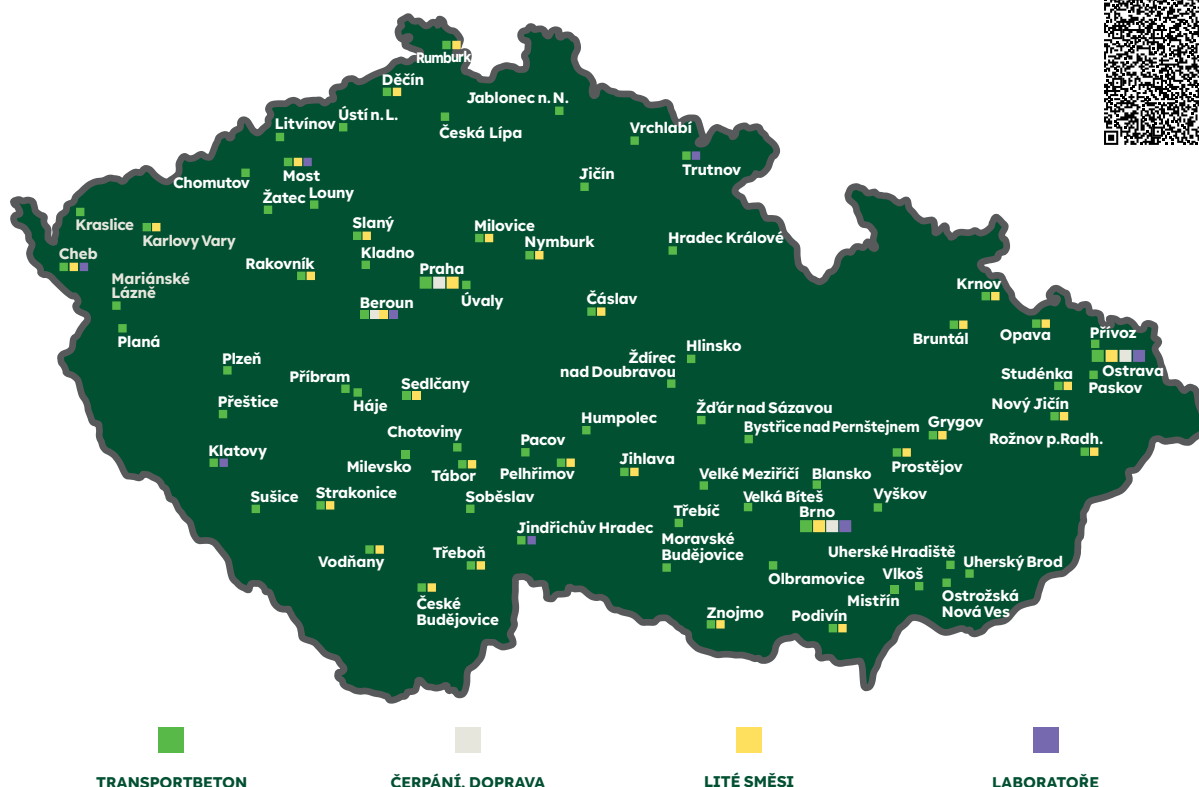 Rumburk
Děčín
Jablonec n. N.
Ústí n. L.
Litvínov
Česká Lípa
Vrchlabí
Most
Trutnov
Chomutov
Jičín
Žatec
Louny
Kraslice
Slaný
Milovice
Karlovy Vary
Nymburk
Hradec Králové
Cheb
Kladno
Rakovník
Praha
Mariánské
Lázně
Krnov
Beroun
Úvaly
Čáslav
Planá
Bruntál
Opava
Přívoz
Hlinsko
Plzeň
Ždírec
nad Doubravou
Ostrava
Studénka
Příbram
Sedlčany
Paskov
Přeštice
Háje
Nový Jičín
Žďár nad Sázavou
Humpolec
Bystřice nad Pernštejnem
Grygov
Chotoviny
Pacov
Rožnov p.Radh.
Klatovy
Milevsko
Jihlava
Prostějov
Tábor
Pelhřimov
Velké Meziříčí
Blansko
Sušice
Strakonice
Soběslav
Velká Bíteš
Vyškov
Třebíč
Brno
Jindřichův Hradec
Moravské
Budějovice
Vodňany
Třeboň
Uherské Hradiště
Uherský Brod
Olbramovice
Vlkoš
České
Budějovice
Mistřín
Ostrožská
Nová Ves
Znojmo
Podivín
TRANSPORTBETON
ČERPÁNÍ, DOPRAVA
LITÉ SMĚSI
LABORATOŘE